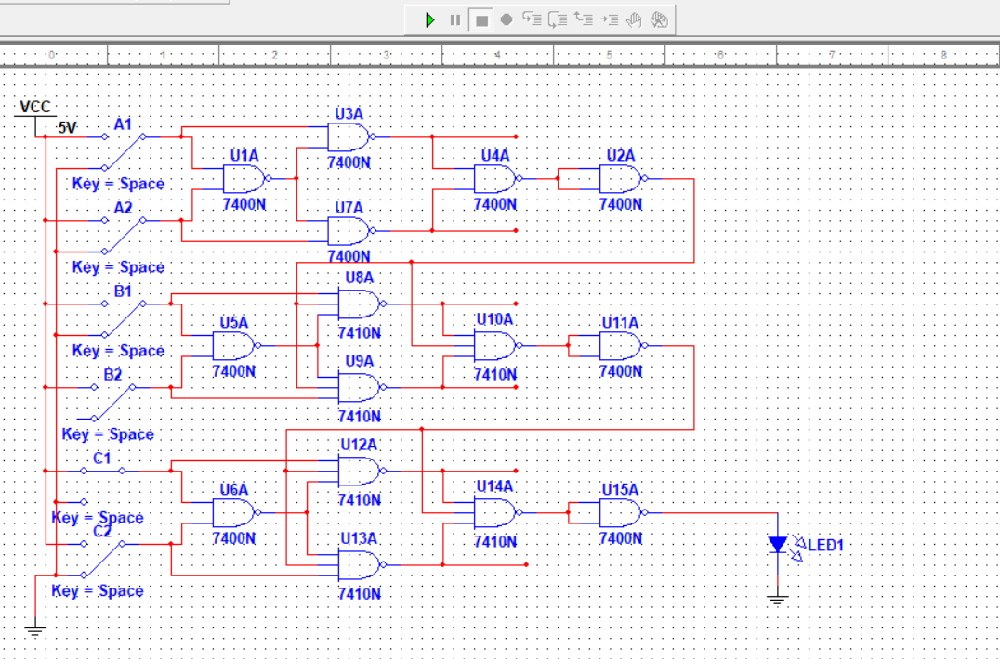 0 1 2 3 4 5 6 7 8
VCC
5V
A1
Key = Space
A2
Key = Space
B1
Key = Space
B2
Key = Space
C1
Key = Space
C2
Key = Space
U1A
7400N
U3A
7400N
U7A
7400N
U4A
7400N
U2A
7400N
U8A
7410N
U5A
7400N
U9A
7410N
U10A
7410N
U11A
7400N
U12A
7410N
U6A
7400N
U13A
7410N
U14A
7410N
U15A
7400N
LED1